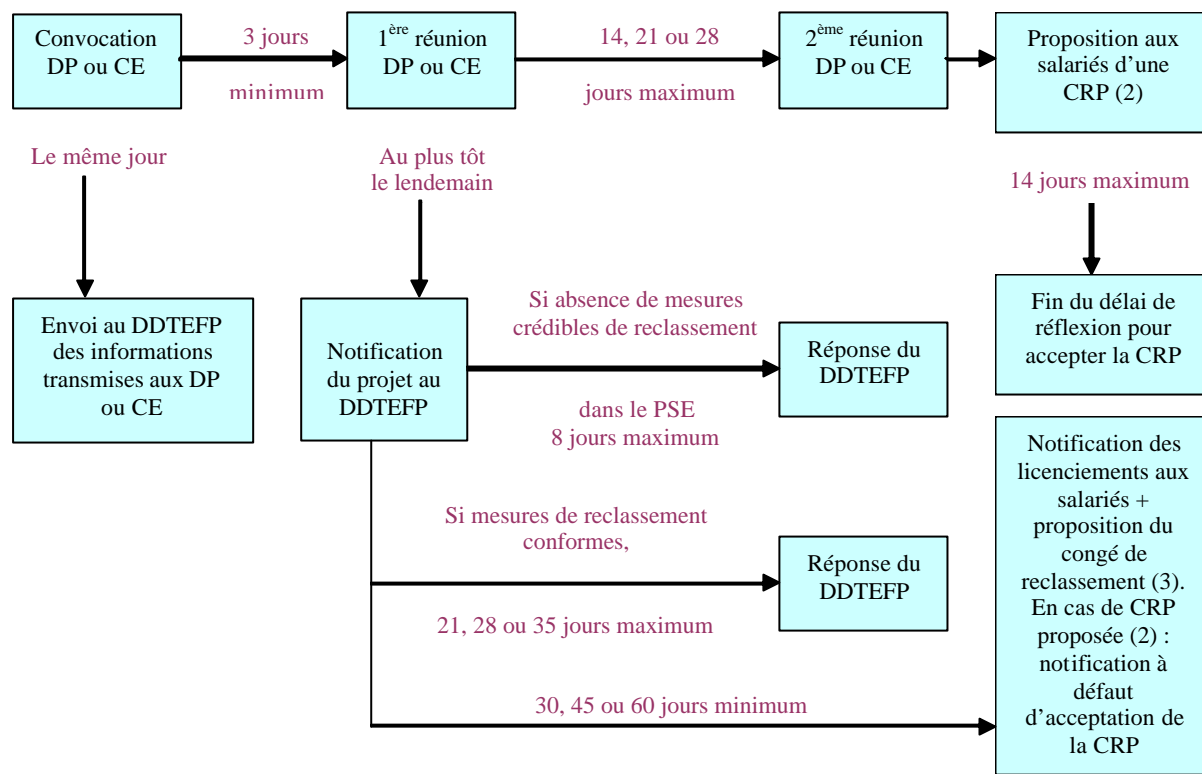 Convocation
DP ou CE
3 jours
minimum
1ère réunion
DP ou CE
14, 21 ou 28
jours maximum
2ème réunion
DP ou CE
Proposition aux
salariés d’une
CRP (2)
Le même jour
Au plus tôt
le lendemain
14 jours maximum
Envoi au DDTEFP
des informations
transmises aux DP
ou CE
Notification
du projet au
DDTEFP
Si absence de mesures
crédibles de reclassement
dans le PSE
8 jours maximum
Réponse du
DDTEFP
Fin du délai de
réflexion pour
accepter la CRP
Si mesures de reclassement
conformes,
21, 28 ou 35 jours maximum
Réponse du
DDTEFP
30, 45 ou 60 jours minimum
Notification des
licenciements aux
salariés +
proposition du
congé de
reclassement (3).
En cas de CRP
proposée (2) :
notification à
défaut
d’acceptation de
la CRP